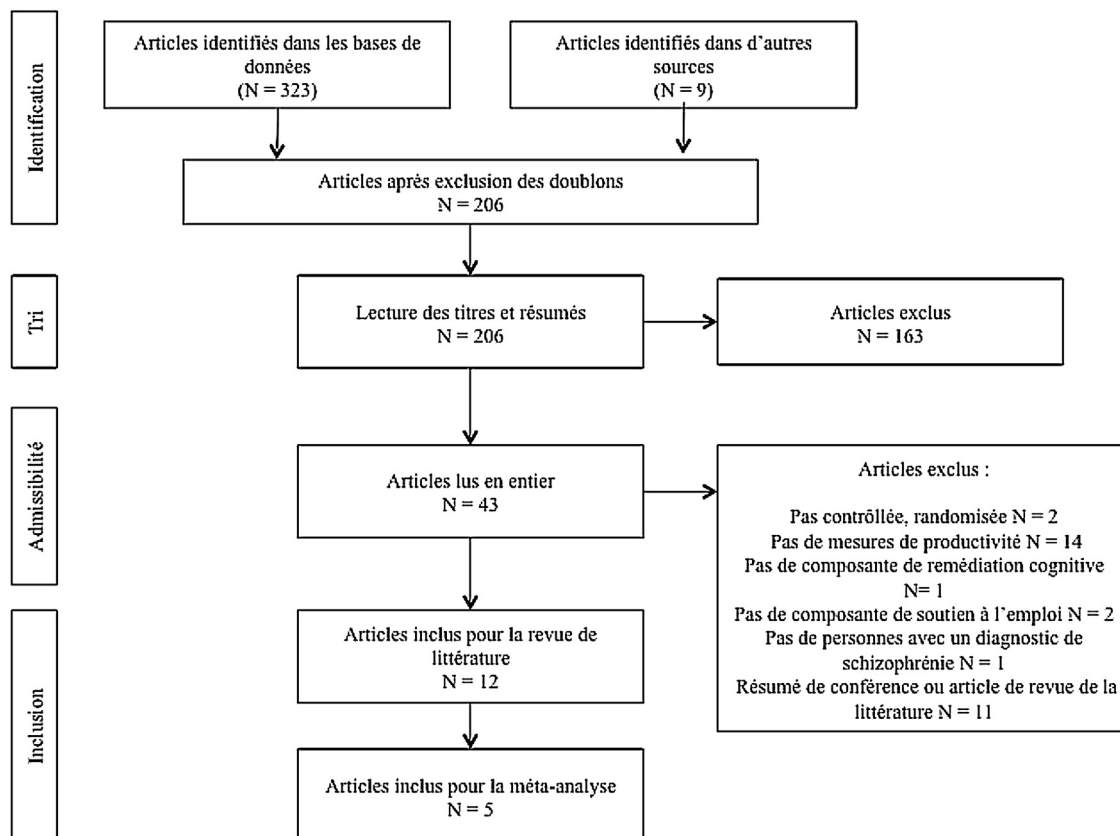 Identification
Articles identifiés dans les bases de
données
(N = 323)
Articles identifiés dans d'autres
sources
(N = 9)
Articles après exclusion des doublons
N = 206
Tri
Lecture des titres et résumés
N = 206
Articles exclus
N = 163
Admissibilité
Articles lus en entier
N = 43
Articles exclus :
Pas contrôllée, randomisée N = 2
Pas de mesures de productivité N = 14
Pas de composante de remédiation cognitive
N= 1
Pas de composante de soutien à l'emploi N = 2
Pas de personnes avec un diagnostic de
schizophrénie N = 1
Résumé de conférence ou article de revue de la
littérature N = 11
Inclusion
Articles inclus pour la revue de
littérature
N = 12
Articles inclus pour la méta-analyse
N = 5